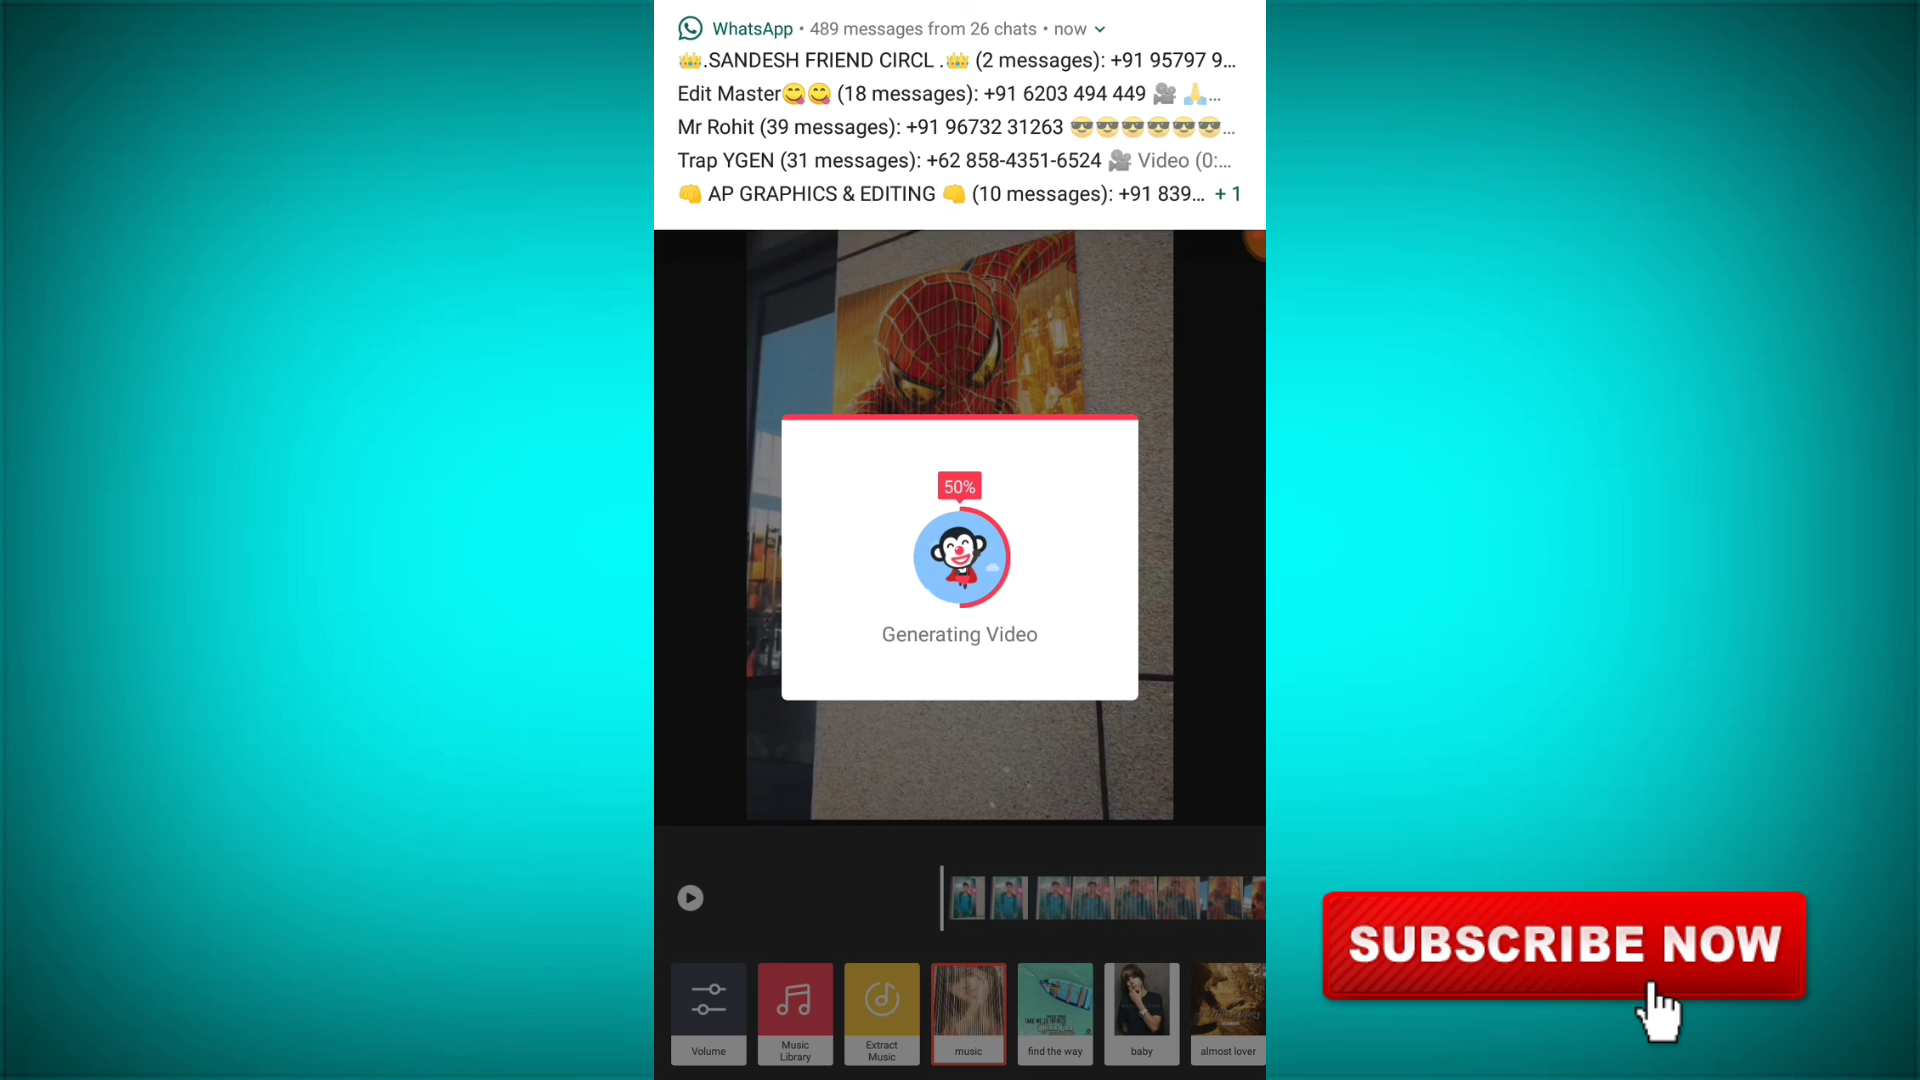 WhatsApp • 489 messages from 26 chats • now
👑.SANDESH FRIEND CIRCL .👑 (2 messages): +91 95797 9...
Edit Master😋😋 (18 messages): +91 6203 494 449 🎥 🙏...
Mr Rohit (39 messages): +91 96732 31263 😎😎😎😎😎😎...
Trap YGEN (31 messages): +62 858-4351-6524 🎥 Video (0:...
👊 AP GRAPHICS & EDITING 👊 (10 messages): +91 839... + 1
50%
Generating Video
SUBSCRIBE NOW
Volume
Music Library
Extract Music
music
find the way
baby
almost lover